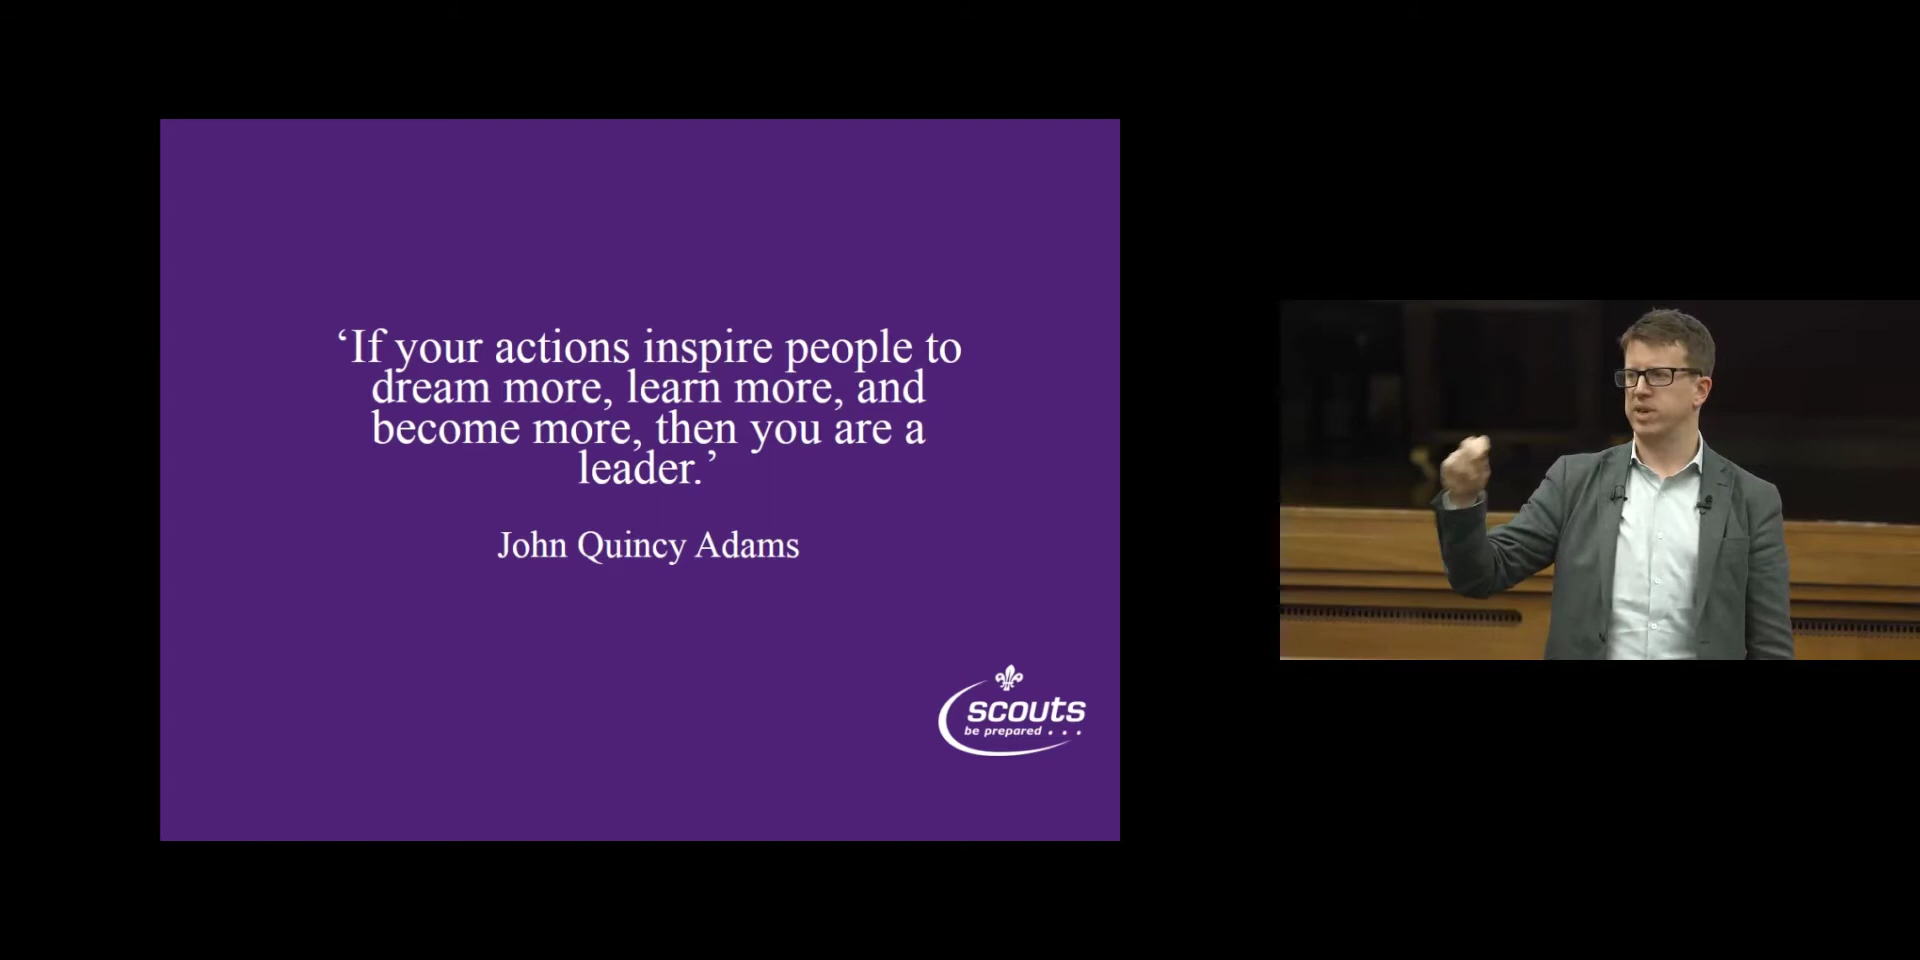 ‘If your actions inspire people to
dream more, learn more, and
become more, then you are a
leader.’
John Quincy Adams
scouts
be prepared . . .